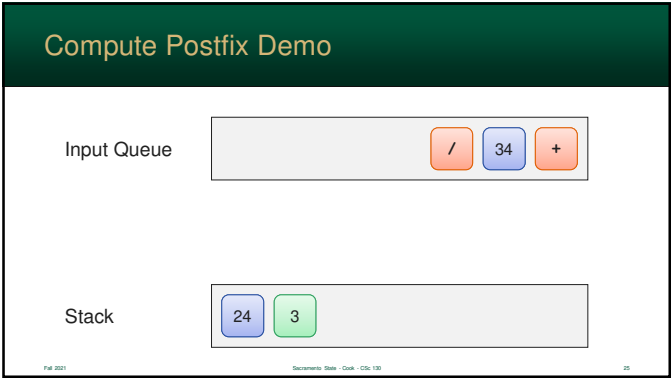 Compute Postfix Demo
Input Queue / 34 +
Stack 24 3
Fall 2021 Sacramento State - Cook - CSc 130 25